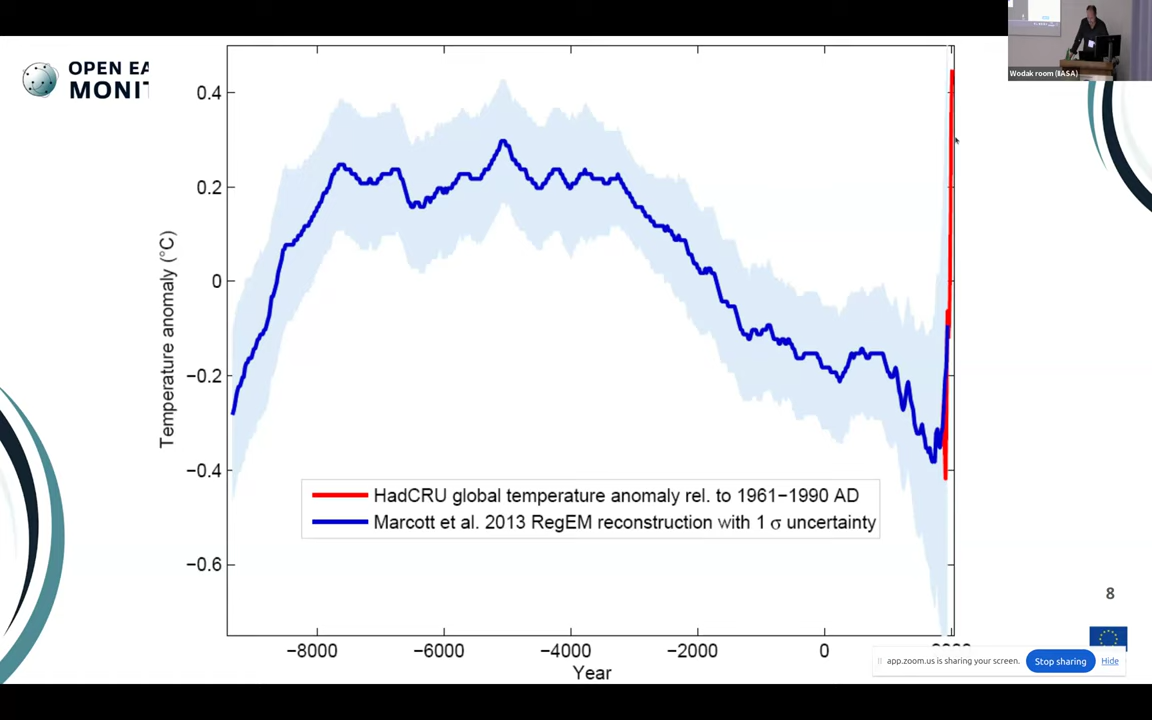 OPEN EA
MONI
Wodak room (IIASA)
0.4
0.2
0
−0.2
−0.4
−0.6
Temperature anomaly (°C)
HadCRU global temperature anomaly rel. to 1961−1990 AD
Marcott et al. 2013 RegEM reconstruction with 1 σ uncertainty
−8000
−6000
−4000
−2000
0
Year
8
app.zoom.us is sharing your screen.
Stop sharing
Hide